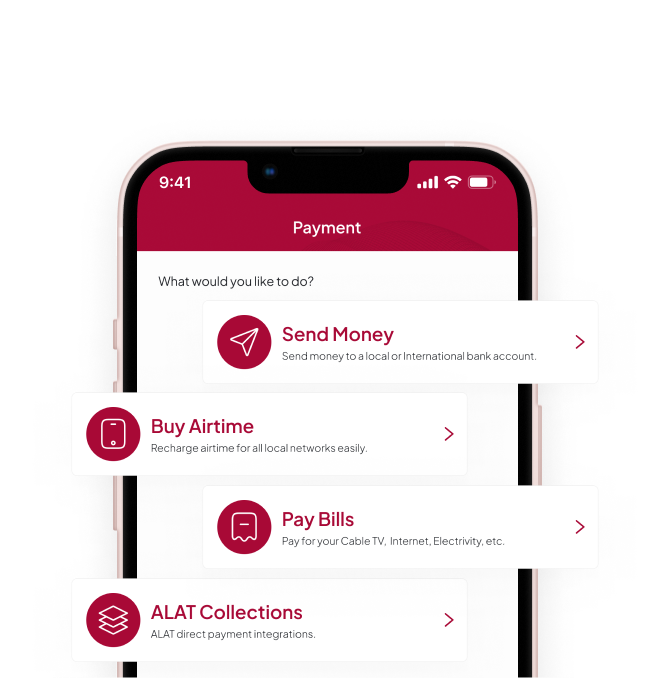 9:41
Payment
What would you like to do?
Send Money
Send money to a local or International bank account.
Buy Airtime
Recharge airtime for all local networks easily.
Pay Bills
Pay for your Cable TV, Internet, Electrivity, etc.
ALAT Collections
ALAT direct payment integrations.